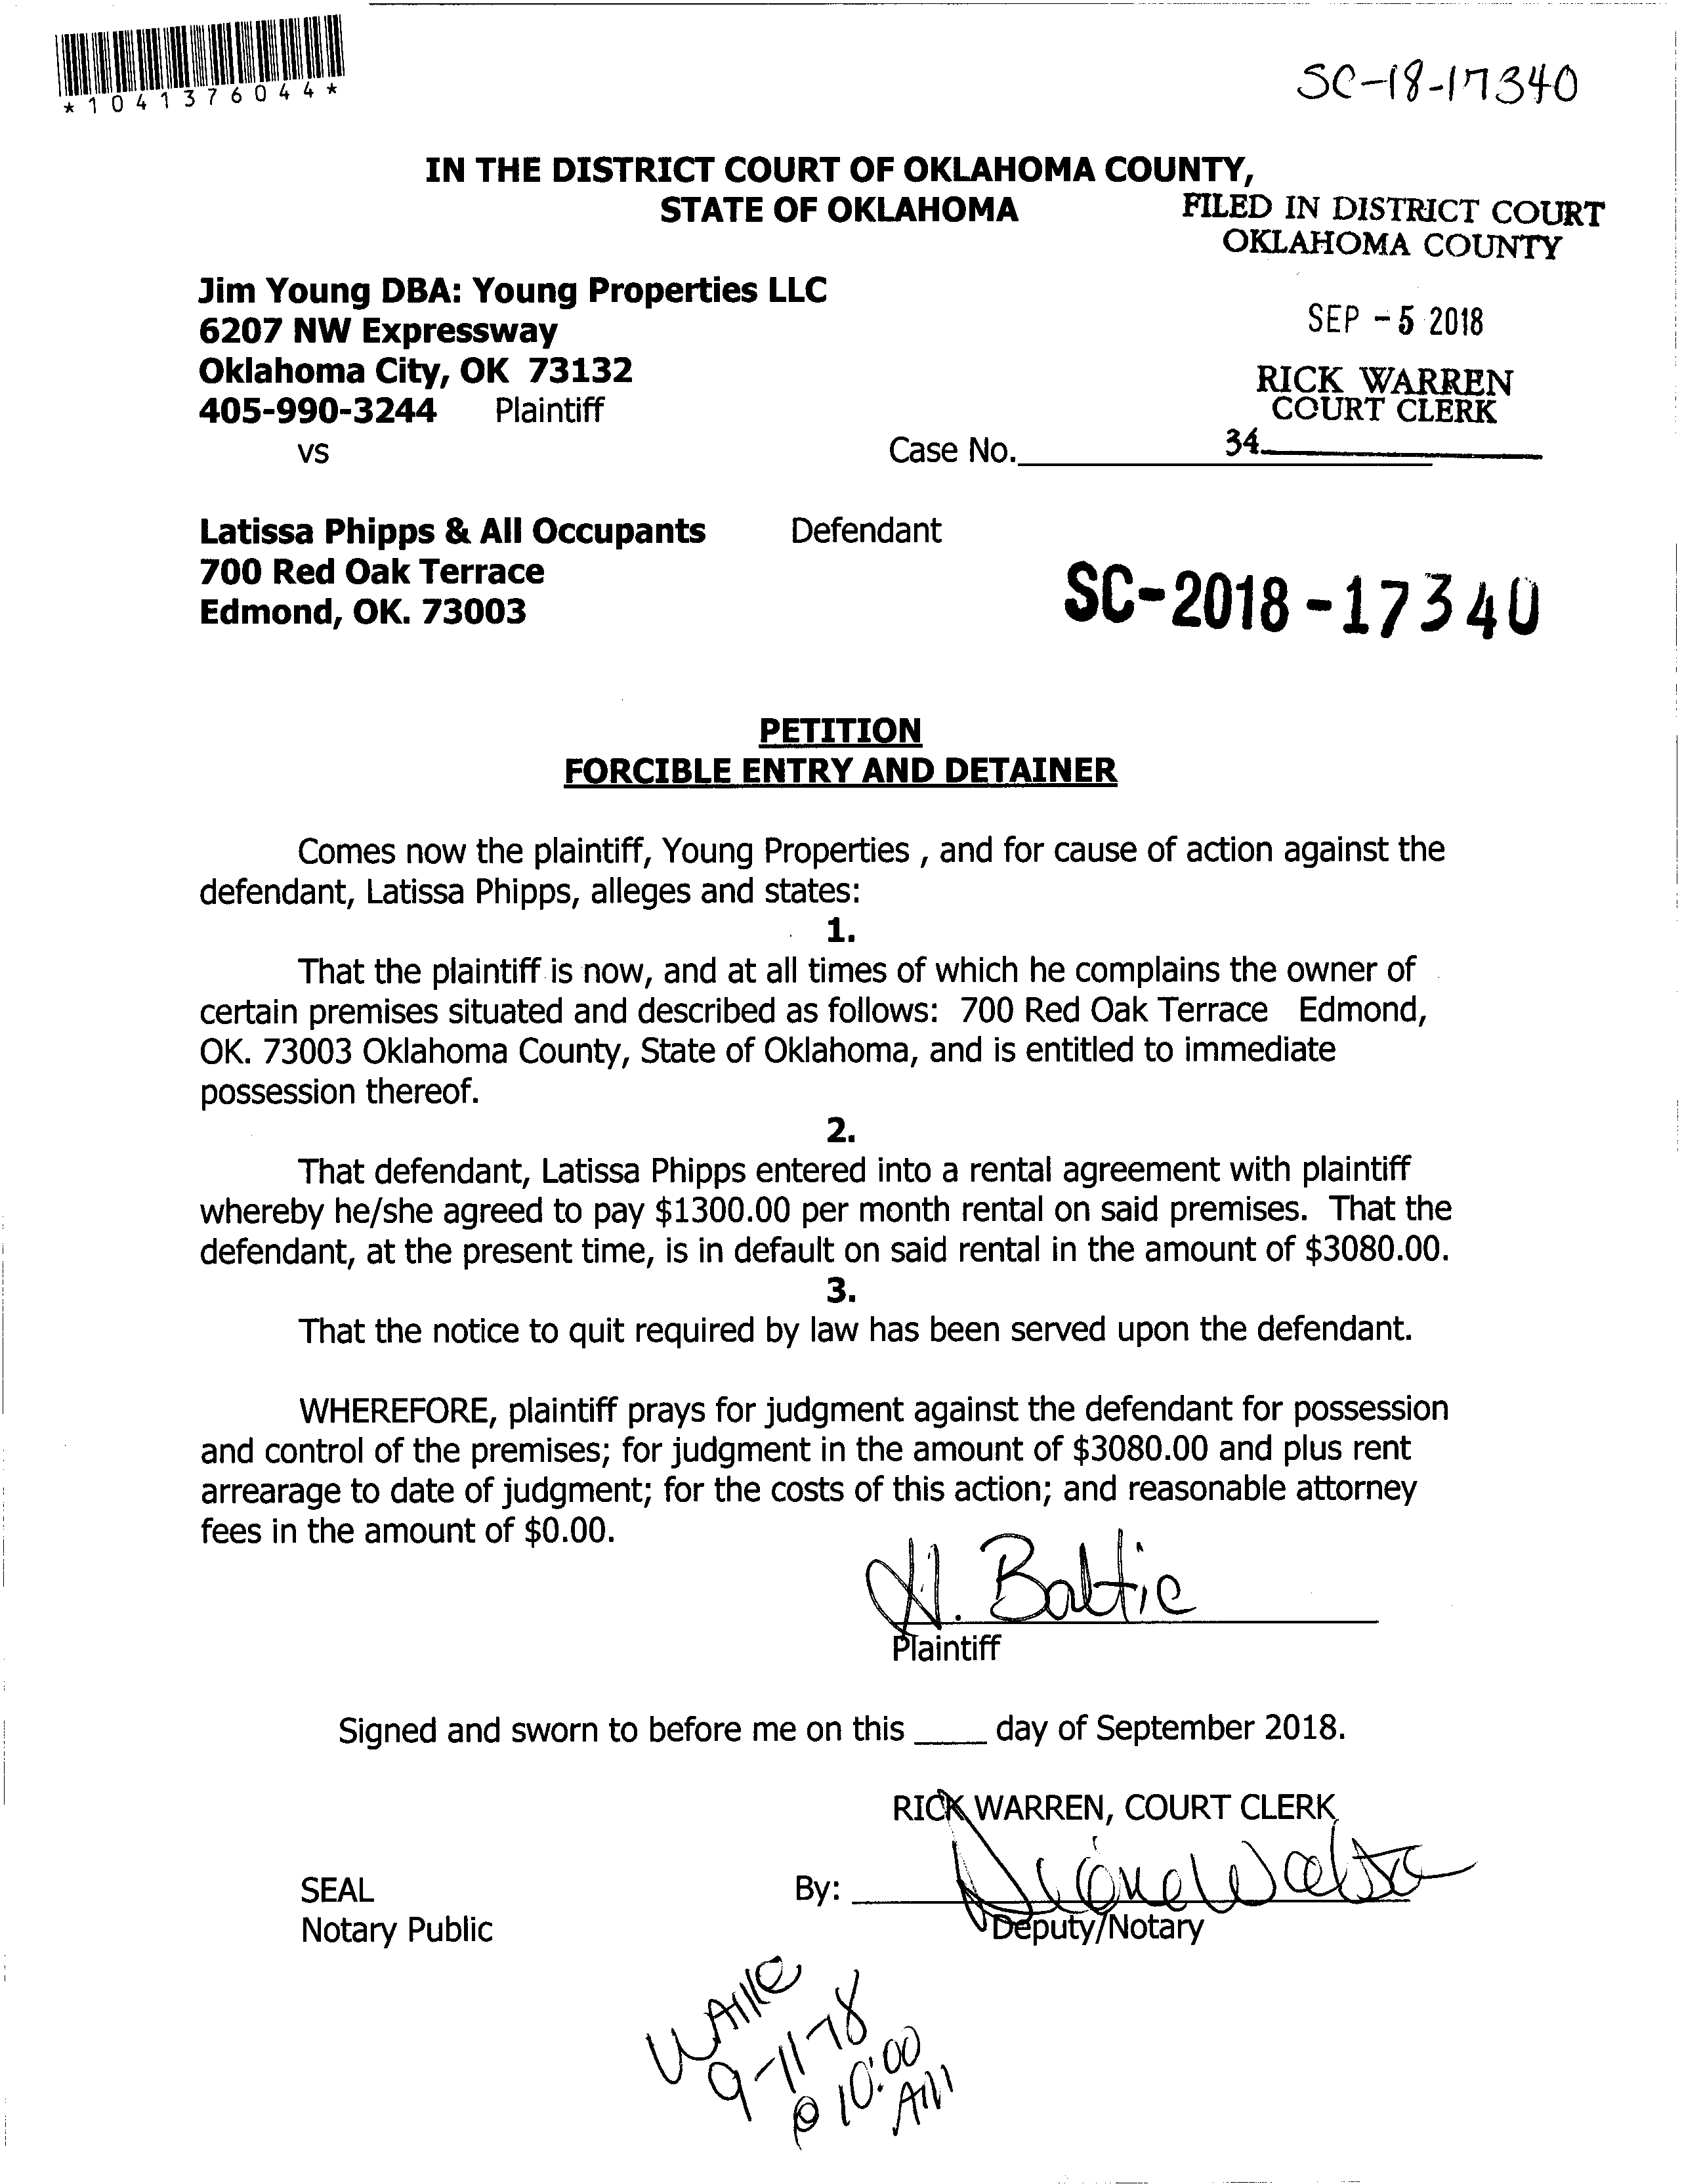 *1041376044*
SC-18-17340
IN THE DISTRICT COURT OF OKLAHOMA COUNTY,
STATE OF OKLAHOMA
FILED IN DISTRICT COURT
OKLAHOMA COUNTY
Jim Young DBA: Young Properties LLC
6207 NW Expressway
Oklahoma City, OK 73132
405-990-3244 Plaintiff
SEP - 5 2018
RICK WARREN
COURT CLERK
vs
Case No.
34
Latissa Phipps & All Occupants Defendant
700 Red Oak Terrace
Edmond, OK. 73003
SC-2018-17340
PETITION
FORCIBLE ENTRY AND DETAINER
Comes now the plaintiff, Young Properties , and for cause of action against the
defendant, Latissa Phipps, alleges and states:
1.
That the plaintiff is now, and at all times of which he complains the owner of
certain premises situated and described as follows: 700 Red Oak Terrace Edmond,
OK. 73003 Oklahoma County, State of Oklahoma, and is entitled to immediate
possession thereof.
2.
That defendant, Latissa Phipps entered into a rental agreement with plaintiff
whereby he/she agreed to pay $1300.00 per month rental on said premises. That the
defendant, at the present time, is in default on said rental in the amount of $3080.00.
3.
That the notice to quit required by law has been served upon the defendant.
WHEREFORE, plaintiff prays for judgment against the defendant for possession
and control of the premises; for judgment in the amount of $3080.00 and plus rent
arrearage to date of judgment; for the costs of this action; and reasonable attorney
fees in the amount of $0.00.
H. Baltic
Plaintiff
Signed and sworn to before me on this ____ day of September 2018.
RICK WARREN, COURT CLERK
SEAL
By:
Notary Public
Deputy/Notary
9-11-18
@ 10:00
AM